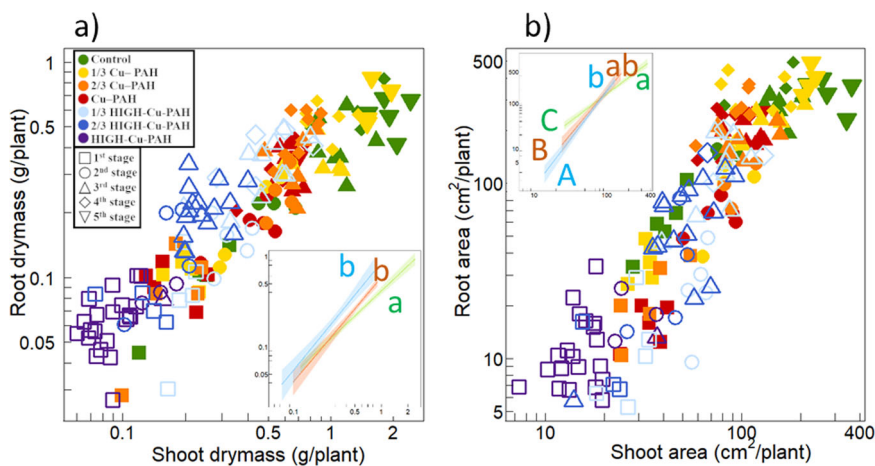 a)
Root drymass (g/plant)
1
0.5
0.1
0.05
Control
1/3 Cu– PAH
2/3 Cu– PAH
Cu–PAH
1/3 HIGH-Cu-PAH
2/3 HIGH-Cu-PAH
HIGH-Cu-PAH
1st stage
2nd stage
3rd stage
4th stage
5th stage
b
b
a
1
0.5
0.1
0.05
0.1
0.5
1
2
0.1
0.5
1
2
Shoot drymass (g/plant)
b)
Root area (cm²/plant)
500
100
10
5
ab
b
a
C
B
A
500
100
10
5
10
100
400
10
100
400
Shoot area (cm²/plant)